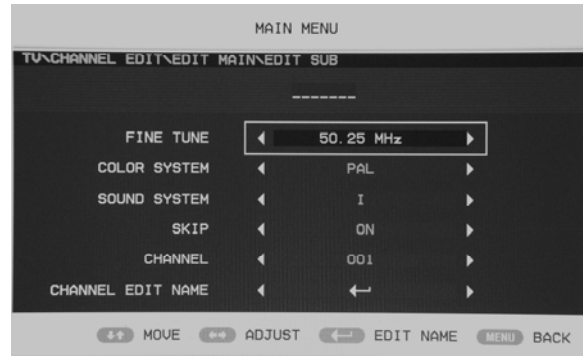 MAIN MENU
TV\CHANNEL EDIT\EDIT MAIN\EDIT SUB
-------
FINE TUNE 50.25 MHz
COLOR SYSTEM PAL
SOUND SYSTEM I
SKIP ON
CHANNEL 001
CHANNEL EDIT NAME
MOVE ADJUST EDIT NAME MENU BACK